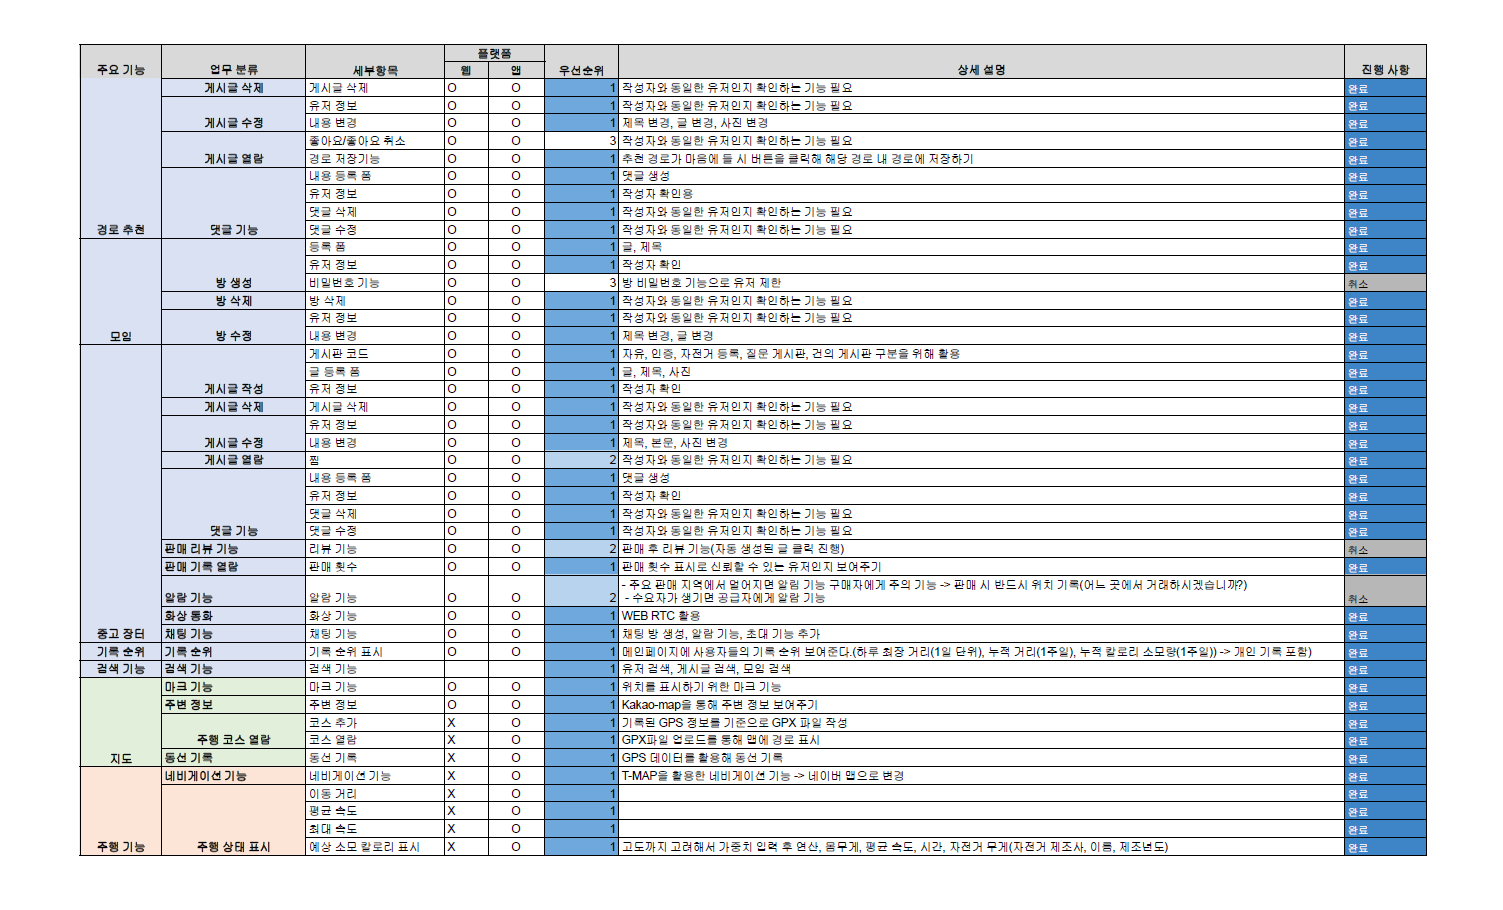 플랫폼
주요 기능 업무 분류 세부항목 웹 앱 우선순위 상세 설명 진행 사항
게시글 삭제 게시글 삭제 O O 1 작성자와 동일한 유저인지 확인하는 기능 필요 완료
유저 정보 O O 1 작성자와 동일한 유저인지 확인하는 기능 필요 완료
게시글 수정 내용 변경 O O 1 제목 변경, 글 변경, 사진 변경 완료
좋아요/좋아요 취소 O O 3 작성자와 동일한 유저인지 확인하는 기능 필요 완료
게시글 열람 경로 저장기능 O O 1 추천 경로가 마음에 들 시 버튼을 클릭해 해당 경로 내 경로에 저장하기 완료
내용 등록 폼 O O 1 댓글 생성 완료
유저 정보 O O 1 작성자 확인용 완료
댓글 삭제 O O 1 작성자와 동일한 유저인지 확인하는 기능 필요 완료
경로 추천 댓글 기능 댓글 수정 O O 1 작성자와 동일한 유저인지 확인하는 기능 필요 완료
등록 폼 O O 1 글, 제목 완료
유저 정보 O O 1 작성자 확인 완료
방 생성 비밀번호 기능 O O 3 방 비밀번호 기능으로 유저 제한 취소
방 삭제 방 삭제 O O 1 작성자와 동일한 유저인지 확인하는 기능 필요 완료
유저 정보 O O 1 작성자와 동일한 유저인지 확인하는 기능 필요 완료
모임 방 수정 내용 변경 O O 1 제목 변경, 글 변경 완료
게시판 코드 O O 1 자유, 인증, 자전거 등록, 질문 게시판, 건의 게시판 구분을 위해 활용 완료
글 등록 폼 O O 1 글, 제목, 사진 완료
게시글 작성 유저 정보 O O 1 작성자 확인 완료
게시글 삭제 게시글 삭제 O O 1 작성자와 동일한 유저인지 확인하는 기능 필요 완료
유저 정보 O O 1 작성자와 동일한 유저인지 확인하는 기능 필요 완료
게시글 수정 내용 변경 O O 1 제목, 본문, 사진 변경 완료
게시글 열람 찜 O O 2 작성자와 동일한 유저인지 확인하는 기능 필요 완료
내용 등록 폼 O O 1 댓글 생성 완료
유저 정보 O O 1 작성자 확인 완료
댓글 삭제 O O 1 작성자와 동일한 유저인지 확인하는 기능 필요 완료
댓글 기능 댓글 수정 O O 1 작성자와 동일한 유저인지 확인하는 기능 필요 완료
판매 리뷰 기능 리뷰 기능 O O 2 판매 후 리뷰 기능(자동 생성된 글 클릭 진행) 취소
판매 기록 열람 판매 횟수 O O 1 판매 횟수 표시로 신뢰할 수 있는 유저인지 보여주기 완료
- 주요 판매 지역에서 멀어지면 알림 기능 구매자에게 주의 기능 -> 판매 시 반드시 위치 기록(어느 곳에서 거래하시겠습니까?)
알람 기능 알람 기능 O O 2 - 수요자가 생기면 공급자에게 알람 기능 취소
화상 통화 화상 기능 O O 1 WEB RTC 활용 완료
중고 장터 채팅 기능 채팅 기능 O O 1 채팅 방 생성, 알람 기능, 초대 기능 추가 완료
기록 순위 기록 순위 기록 순위 표시 O O 1 메인페이지에 사용자들의 기록 순위 보여준다.(하루 최장 거리(1일 단위), 누적 거리(1주일), 누적 칼로리 소모량(1주일)) -> 개인 기록 포함) 완료
검색 기능 검색 기능 검색 기능 1 유저 검색, 게시글 검색, 모임 검색 완료
마크 기능 마크 기능 O O 1 위치를 표시하기 위한 마크 기능 완료
주변 정보 주변 정보 O O 1 Kakao-map을 통해 주변 정보 보여주기 완료
코스 추가 X O 1 기록된 GPS 정보를 기준으로 GPX 파일 작성 완료
주행 코스 열람 코스 열람 X O 1 GPX파일 업로드를 통해 맵에 경로 표시 완료
지도 동선 기록 동선 기록 X O 1 GPS 데이터를 활용해 동선 기록 완료
네비게이션 기능 네비게이션 기능 X O 1 T-MAP을 활용한 네비게이션 기능 -> 네이버 맵으로 변경 완료
이동 거리 X O 1 완료
평균 속도 X O 1 완료
최대 속도 X O 1 완료
주행 기능 주행 상태 표시 예상 소모 칼로리 표시 X O 1 고도까지 고려해서 가중치 입력 후 연산, 몸무게, 평균 속도, 시간, 자전거 무게(자전거 제조사, 이름, 제조년도) 완료